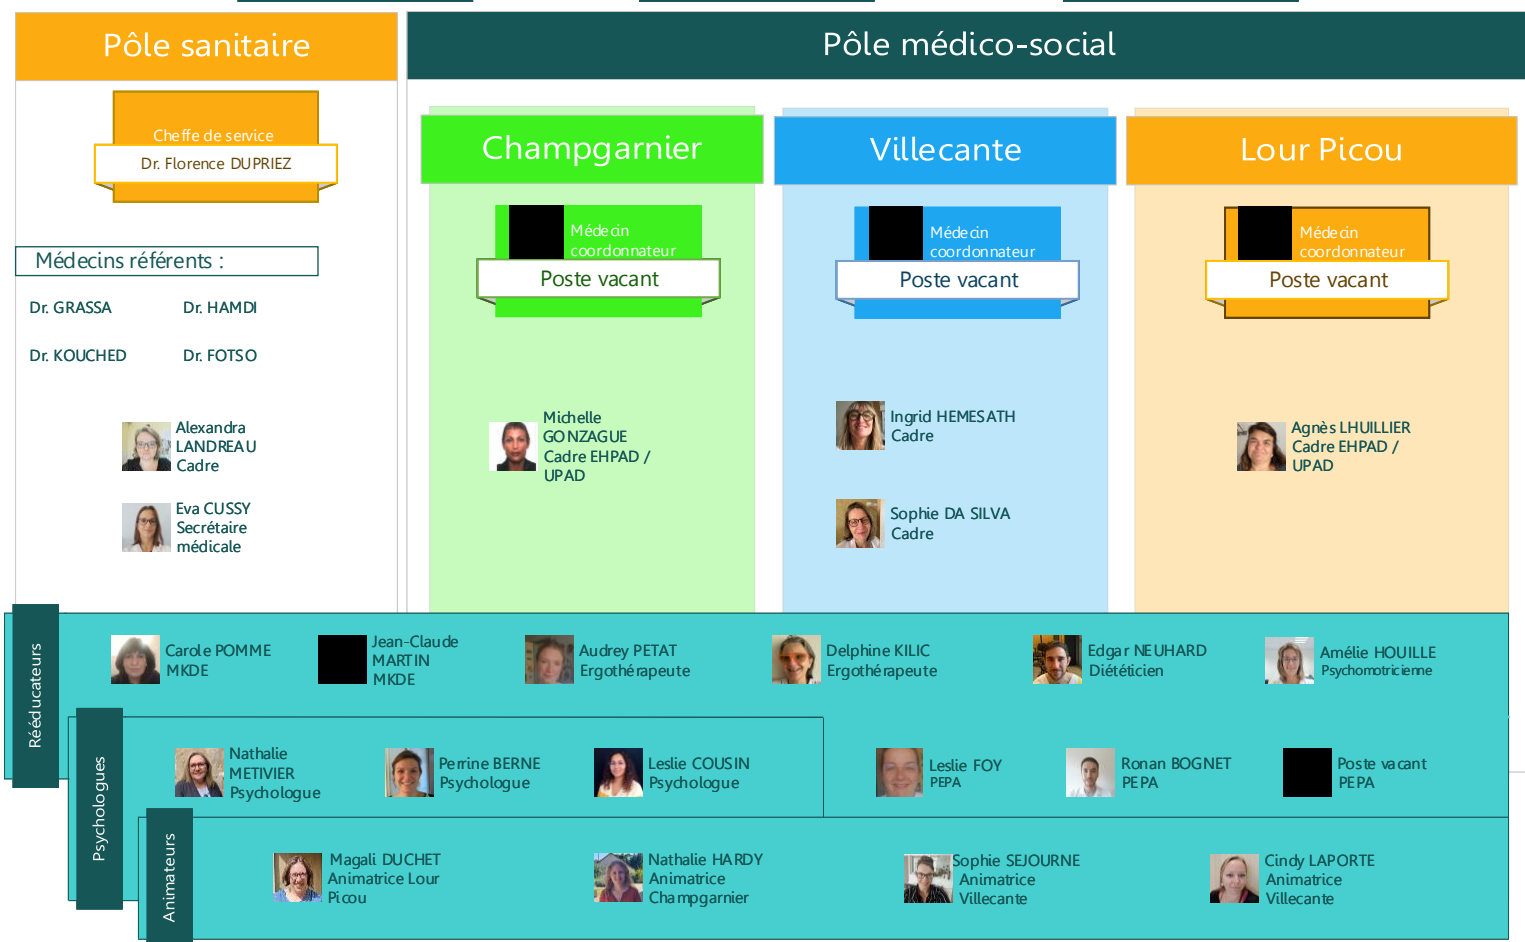 Pôle sanitaire
Pôle médico-social
Cheffe de service
Dr. Florence DUPRIEZ
Médecins référents :
Dr. GRASSA
Dr. HAMDI
Dr. KOUCHED
Dr. FOTSO
Alexandra
LANDREAU
Cadre
Eva CUSSY
Secrétaire
médicale
Champgarnier
Médecin
coordonnateur
Poste vacant
Michelle
GONZAGUE
Cadre EHPAD /
UPAD
Villecante
Médecin
coordonnateur
Poste vacant
Ingrid HEMESATH
Cadre
Sophie DA SILVA
Cadre
Lour Picou
Médecin
coordonnateur
Poste vacant
Agnès LHUILLIER
Cadre EHPAD /
UPAD
Rééducateurs
Carole POMME
MKDE
Jean-Claude
MARTIN
MKDE
Audrey PETAT
Ergothérapeute
Delphine KILIC
Ergothérapeute
Edgar NEUHARD
Diététicien
Amélie HOUILLE
Psychomotricienne
Psychologues
Nathalie
METIVIER
Psychologue
Perrine BERNE
Psychologue
Leslie COUSIN
Psychologue
Leslie FOY
PEPA
Ronan BOGNET
PEPA
Poste vacant
PEPA
Animateurs
Magali DUCHET
Animatrice Lour
Picou
Nathalie HARDY
Animatrice
Champgarnier
Sophie SEJOURNE
Animatrice
Villecante
Cindy LAPORTE
Animatrice
Villecante